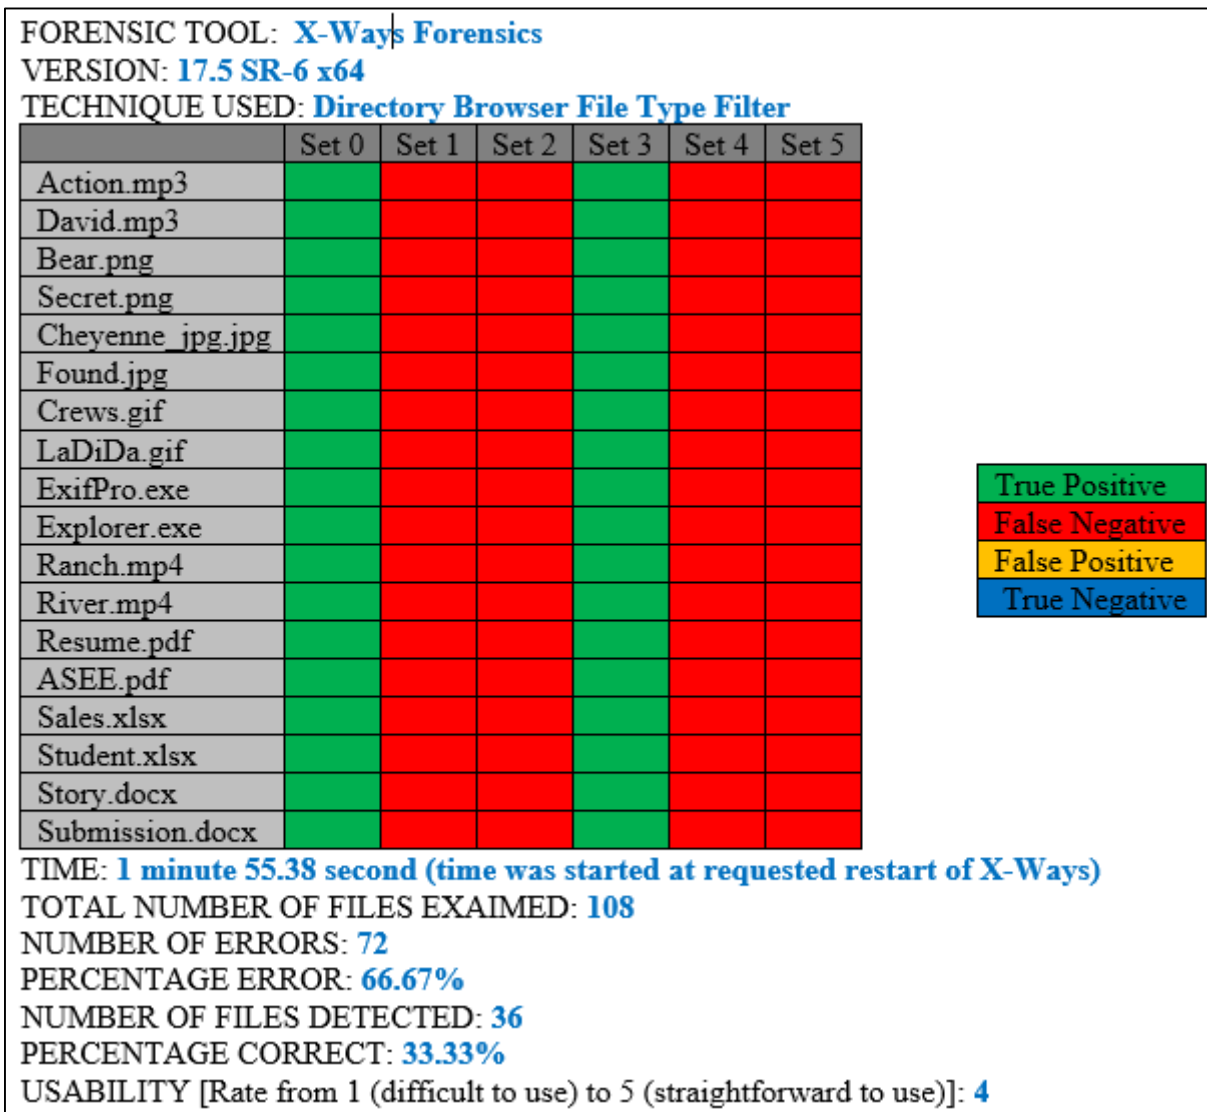 FORENSIC TOOL: X-Ways Forensics
VERSION: 17.5 SR-6 x64
TECHNIQUE USED: Directory Browser File Type Filter
Set 0 Set 1 Set 2 Set 3 Set 4 Set 5
Action.mp3
David.mp3
Bear.png
Secret.png
Cheyenne_jpg.jpg
Found.jpg
Crews.gif
LaDiDa.gif
ExifPro.exe
Explorer.exe
Ranch.mp4
River.mp4
Resume.pdf
ASEE.pdf
Sales.xlsx
Student.xlsx
Story.docx
Submission.docx
True Positive
False Negative
False Positive
True Negative
TIME: 1 minute 55.38 second (time was started at requested restart of X-Ways)
TOTAL NUMBER OF FILES EXAIMED: 108
NUMBER OF ERRORS: 72
PERCENTAGE ERROR: 66.67%
NUMBER OF FILES DETECTED: 36
PERCENTAGE CORRECT: 33.33%
USABILITY [Rate from 1 (difficult to use) to 5 (straightforward to use)]: 4